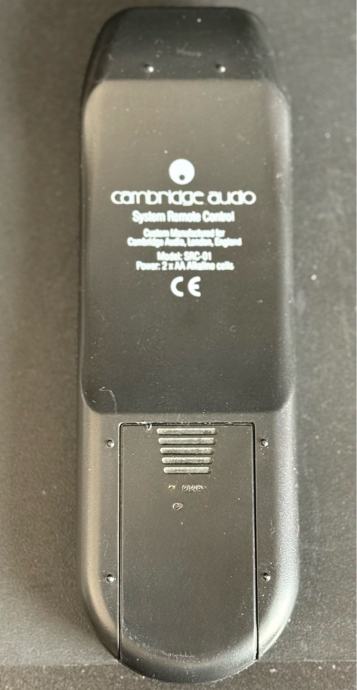 cambridge audio
System Remote Control
Custom Manufactured for
Cambridge Audio, London, England
Model: SRC-01
Power: 2 x AA Alkaline cells
CE